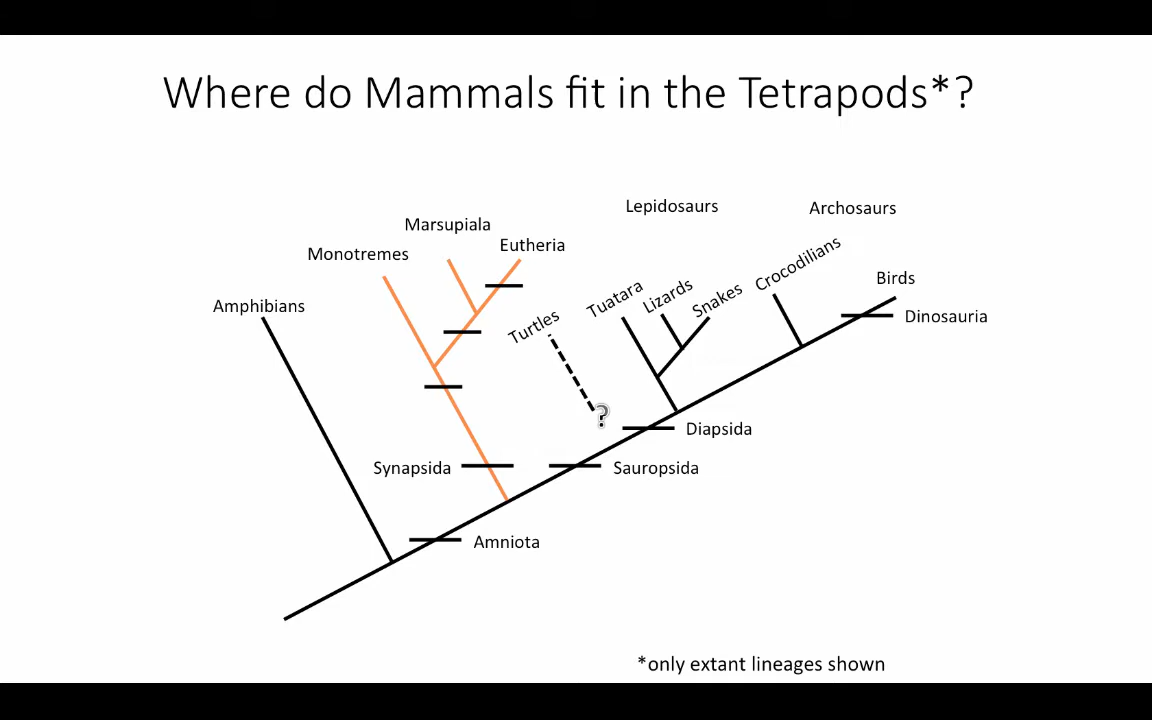 Where do Mammals fit in the Tetrapods*?
Lepidosaurs
Archosaurs
Marsupiala
Eutheria
Monotremes
Crocodilians
Birds
Amphibians
Tuatara
Lizards
Snakes
Turtles
Dinosauria
?
Diapsida
Synapsida
Sauropsida
Amniota
*only extant lineages shown